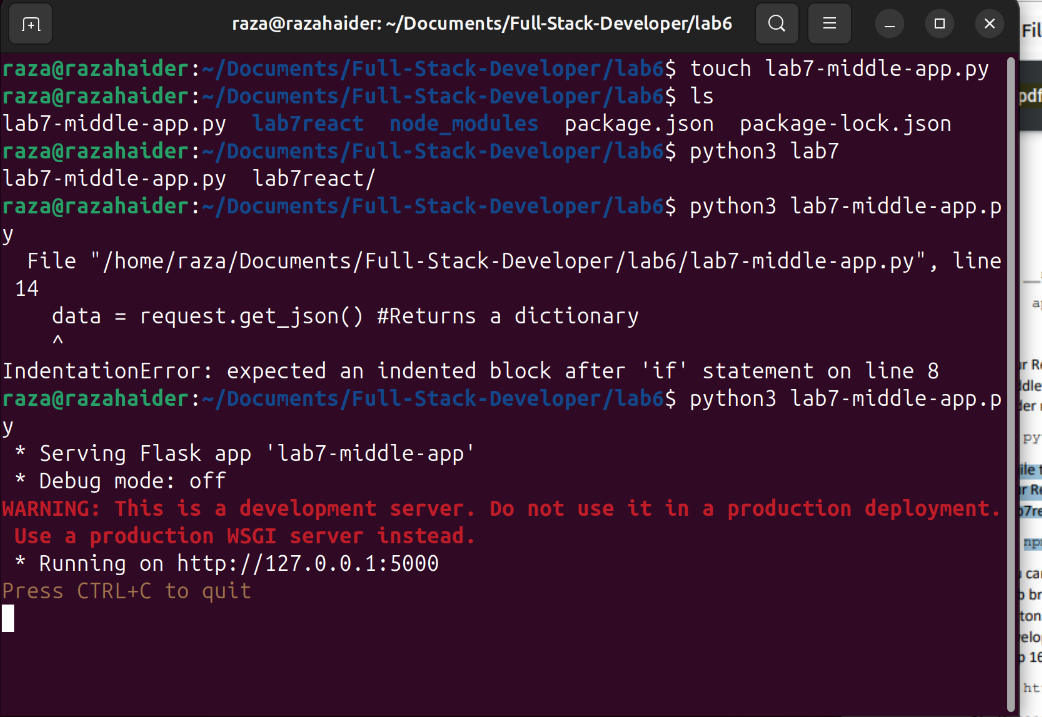 raza@razahaider: ~/Documents/Full-Stack-Developer/lab6
raza@razahaider:~/Documents/Full-Stack-Developer/lab6$ touch lab7-middle-app.py
raza@razahaider:~/Documents/Full-Stack-Developer/lab6$ ls
lab7-middle-app.py  lab7react  node_modules  package.json  package-lock.json
raza@razahaider:~/Documents/Full-Stack-Developer/lab6$ python3 lab7
lab7-middle-app.py  lab7react/
raza@razahaider:~/Documents/Full-Stack-Developer/lab6$ python3 lab7-middle-app.p
y
  File "/home/raza/Documents/Full-Stack-Developer/lab6/lab7-middle-app.py", line
 14
    data = request.get_json() #Returns a dictionary
    ^
IndentationError: expected an indented block after 'if' statement on line 8
raza@razahaider:~/Documents/Full-Stack-Developer/lab6$ python3 lab7-middle-app.p
y
 * Serving Flask app 'lab7-middle-app'
 * Debug mode: off
WARNING: This is a development server. Do not use it in a production deployment.
 Use a production WSGI server instead.
 * Running on http://127.0.0.1:5000
Press CTRL+C to quit
pdf